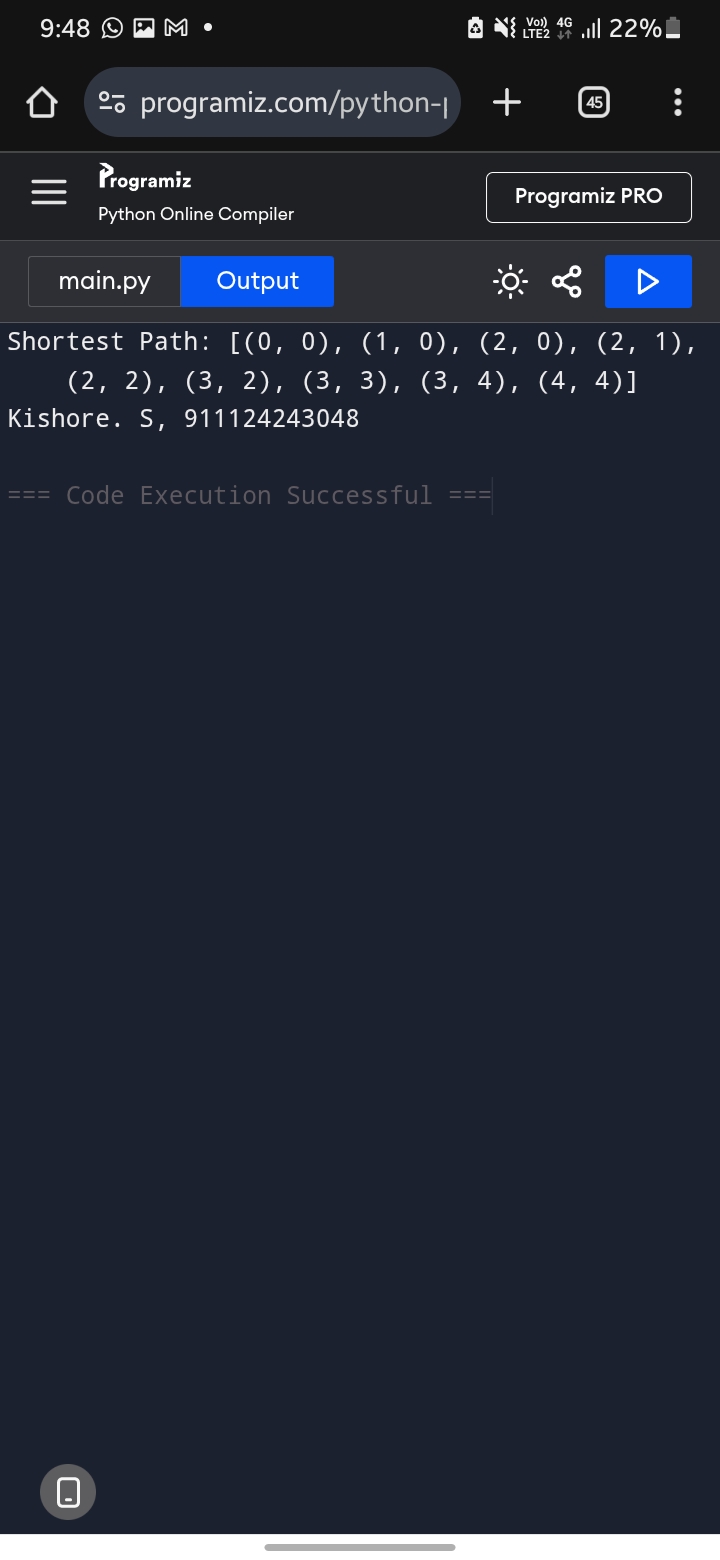 9:48 Vo)) LTE2 4G 22%
programiz.com/python-p 45
Programiz
Python Online Compiler
Programiz PRO
main.py Output
Shortest Path: [(0, 0), (1, 0), (2, 0), (2, 1),
(2, 2), (3, 2), (3, 3), (3, 4), (4, 4)]
Kishore. S, 911124243048
=== Code Execution Successful ===